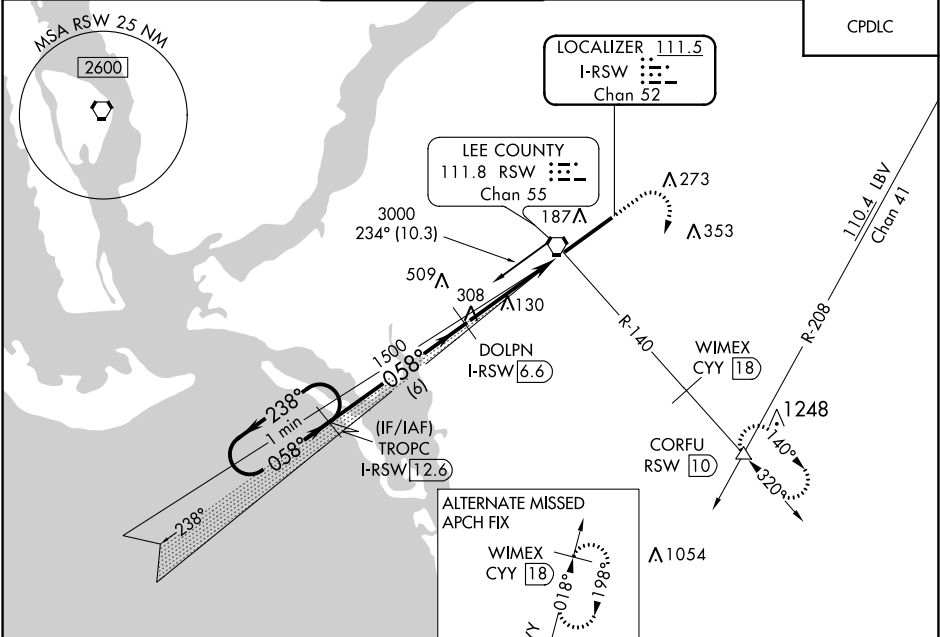 MSA RSW 25 NM
2600
CPDLC
LOCALIZER 111.5
I-RSW
Chan 52
LEE COUNTY
111.8 RSW
Chan 55
3000
234° (10.3)
187
273
353
110.4 LBV
Chan 41
509
308
130
R-140
R-208
DOLPN
I-RSW 6.6
1500
058°
(6)
WIMEX
CYY 18
238°
1 min
058°
(IF/IAF)
TROPC
I-RSW 12.6
1248
CORFU
RSW 10
140°
320°
238°
ALTERNATE MISSED
APCH FIX
WIMEX
CYY 18
018°
198°
1054